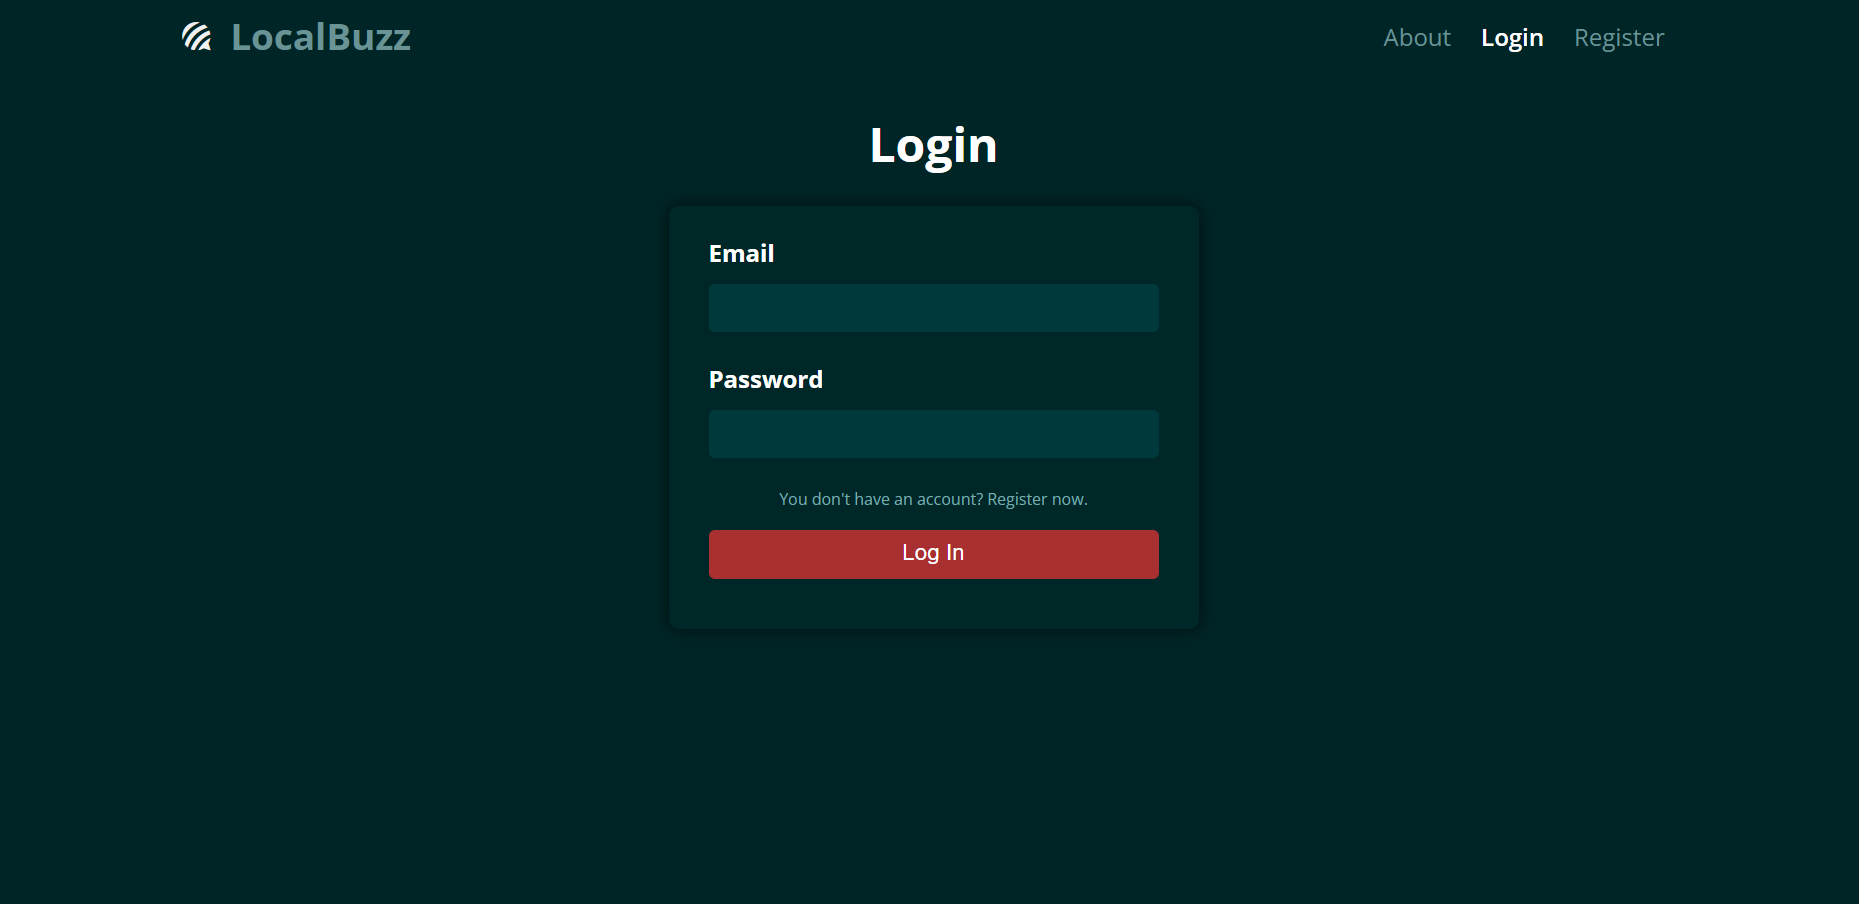 LocalBuzz
About Login Register
Login
Email
Password
You don't have an account? Register now.
Log In